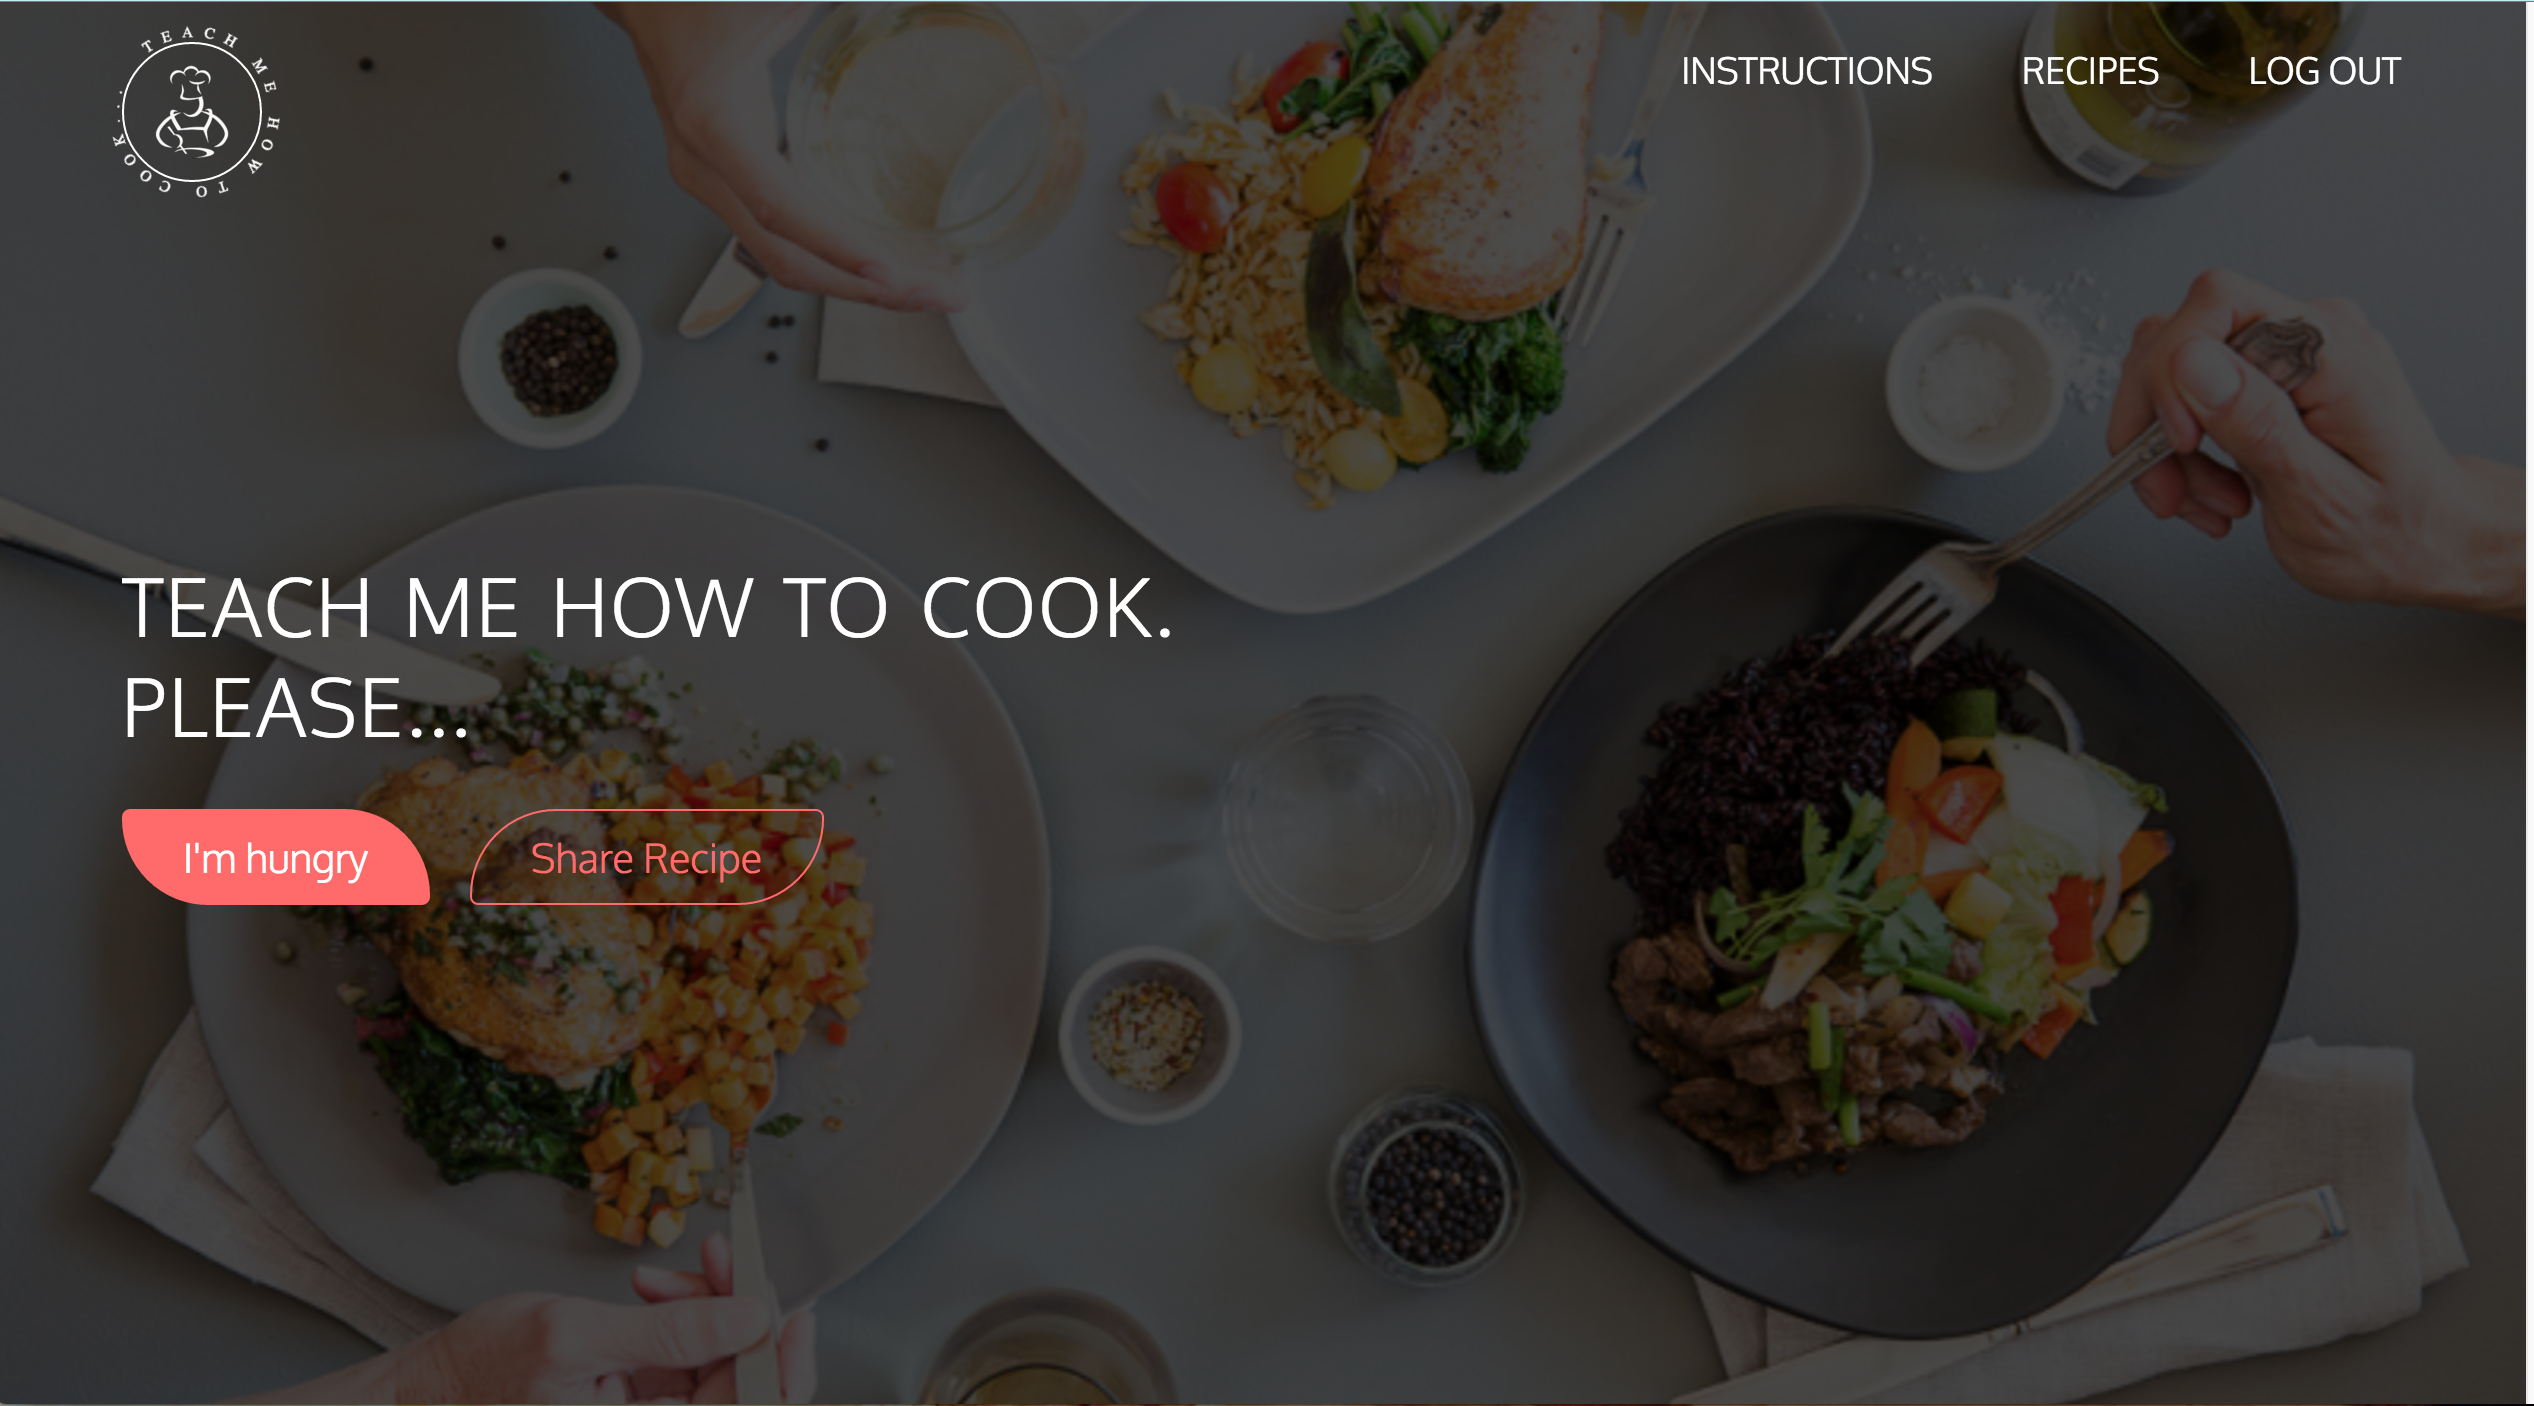 TEACH ME HOW TO COOK...
INSTRUCTIONS RECIPES LOG OUT
TEACH ME HOW TO COOK.
PLEASE...
I'm hungry Share Recipe